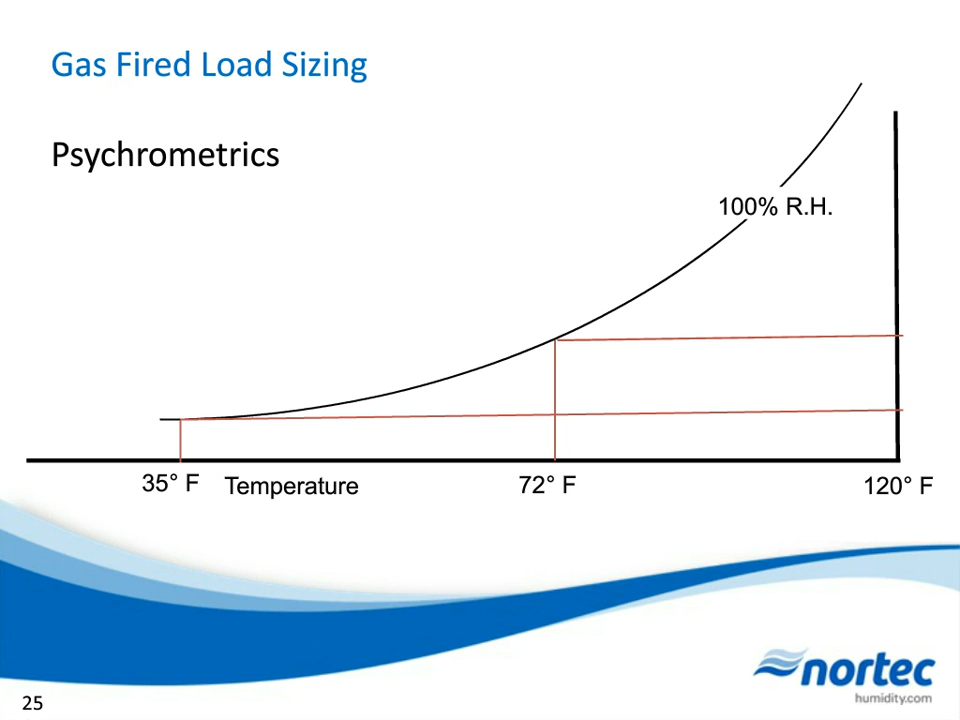 Gas Fired Load Sizing
Psychrometrics
100% R.H.
35° F
Temperature
72° F
120° F
nortec
humidity.com
25